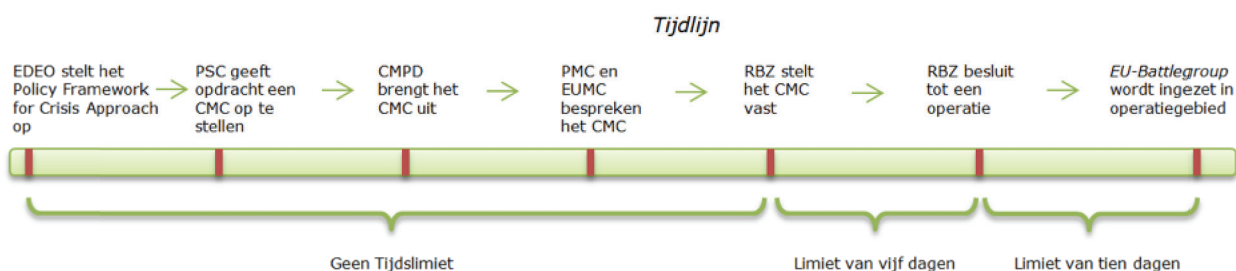 Tijdlijn
EDEO stelt het
Policy Framework
for Crisis Approach
op
PSC geeft
opdracht een
CMC op te
stellen
CMPD
brengt het
CMC uit
PMC en
EUMC
bespreken
het CMC
RBZ stelt
het CMC
vast
RBZ besluit
tot een
operatie
EU-Battlegroup
wordt ingezet in
operatiegebied
Geen Tijdslimiet
Limiet van vijf dagen
Limiet van tien dagen